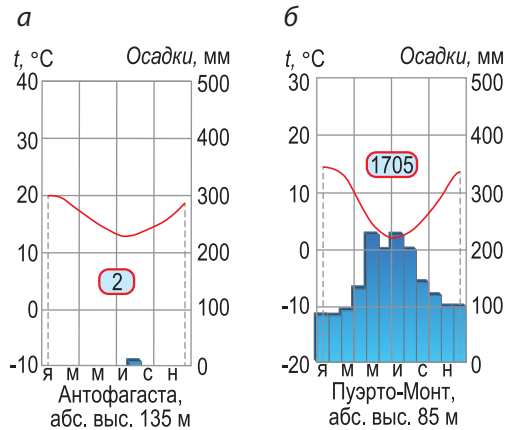 а
t, °C Осадки, мм
40 500
30 400
20 300
10 200
0 100
-10 0
2
Я М М И С Н
Антофагаста,
абс. выс. 135 м
б
t, °C Осадки, мм
30 500
20 400
10 300
0 200
-10 100
-20 0
1705
Я М М И С Н
Пуэрто-Монт,
абс. выс. 85 м